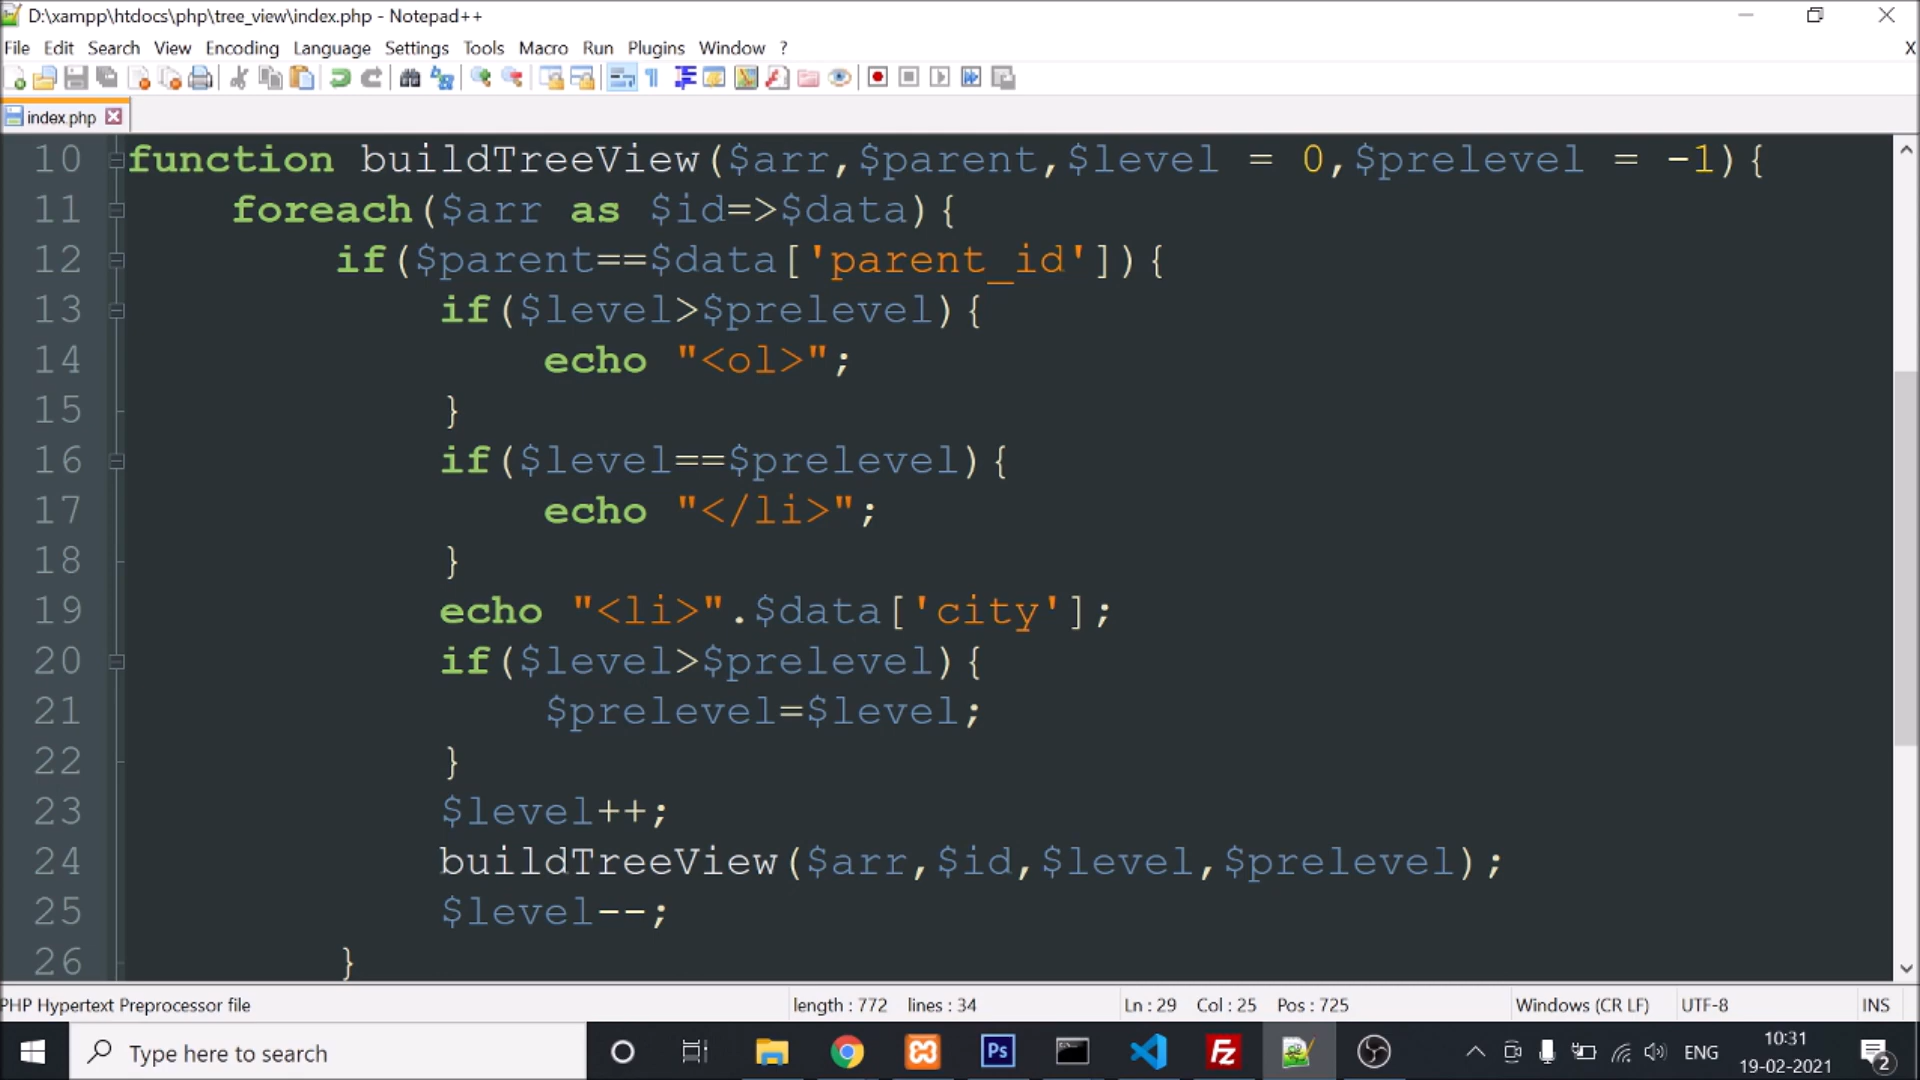 D:\xampp\htdocs\php\tree_view\index.php - Notepad++
File Edit Search View Encoding Language Settings Tools Macro Run Plugins Window ? X
index.php
10 function buildTreeView($arr,$parent,$level = 0,$prelevel = -1){
11 foreach($arr as $id=>$data){
12 if($parent==$data['parent_id']){
13 if($level>$prelevel){
14 echo "<ol>";
15 }
16 if($level==$prelevel){
17 echo "</li>";
18 }
19 echo "<li>".$data['city'];
20 if($level>$prelevel){
21 $prelevel=$level;
22 }
23 $level++;
24 buildTreeView($arr,$id,$level,$prelevel);
25 $level--;
26 }
PHP Hypertext Preprocessor file length : 772 lines : 34 Ln : 29 Col : 25 Pos : 725 Windows (CR LF) UTF-8 INS
Type here to search Ps Fz ENG 10:31
19-02-2021 2